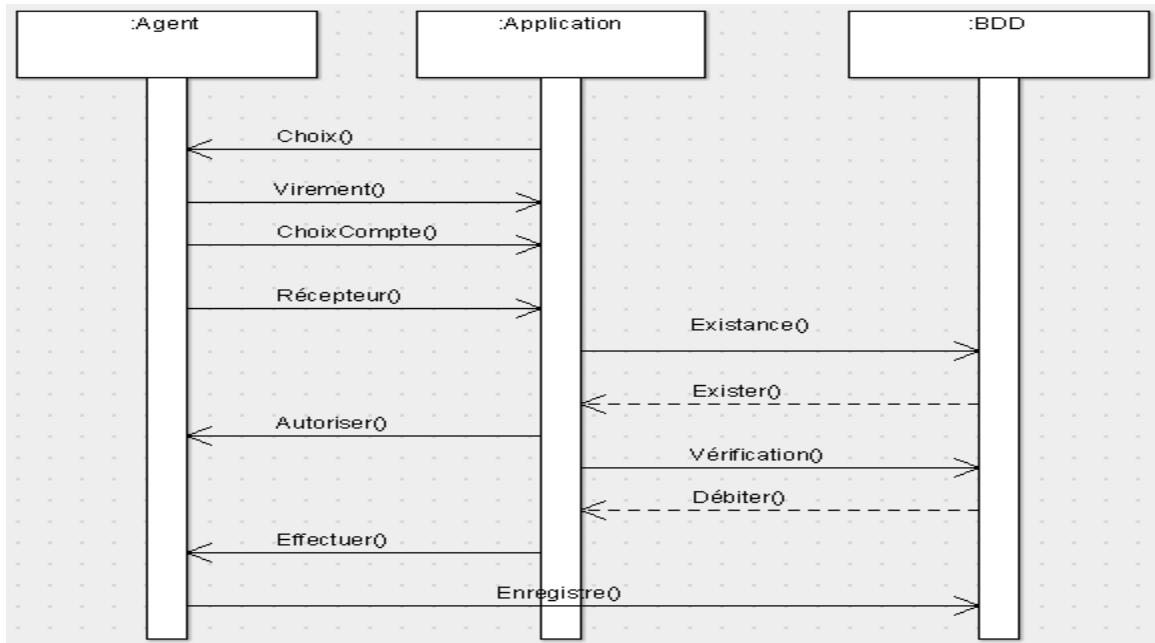 :Agent
:Application
:BDD
Choix()
Virement()
ChoixCompte()
Récepteur()
Existance()
Exister()
Autoriser()
Vérification()
Débiter()
Effectuer()
Enregistre()